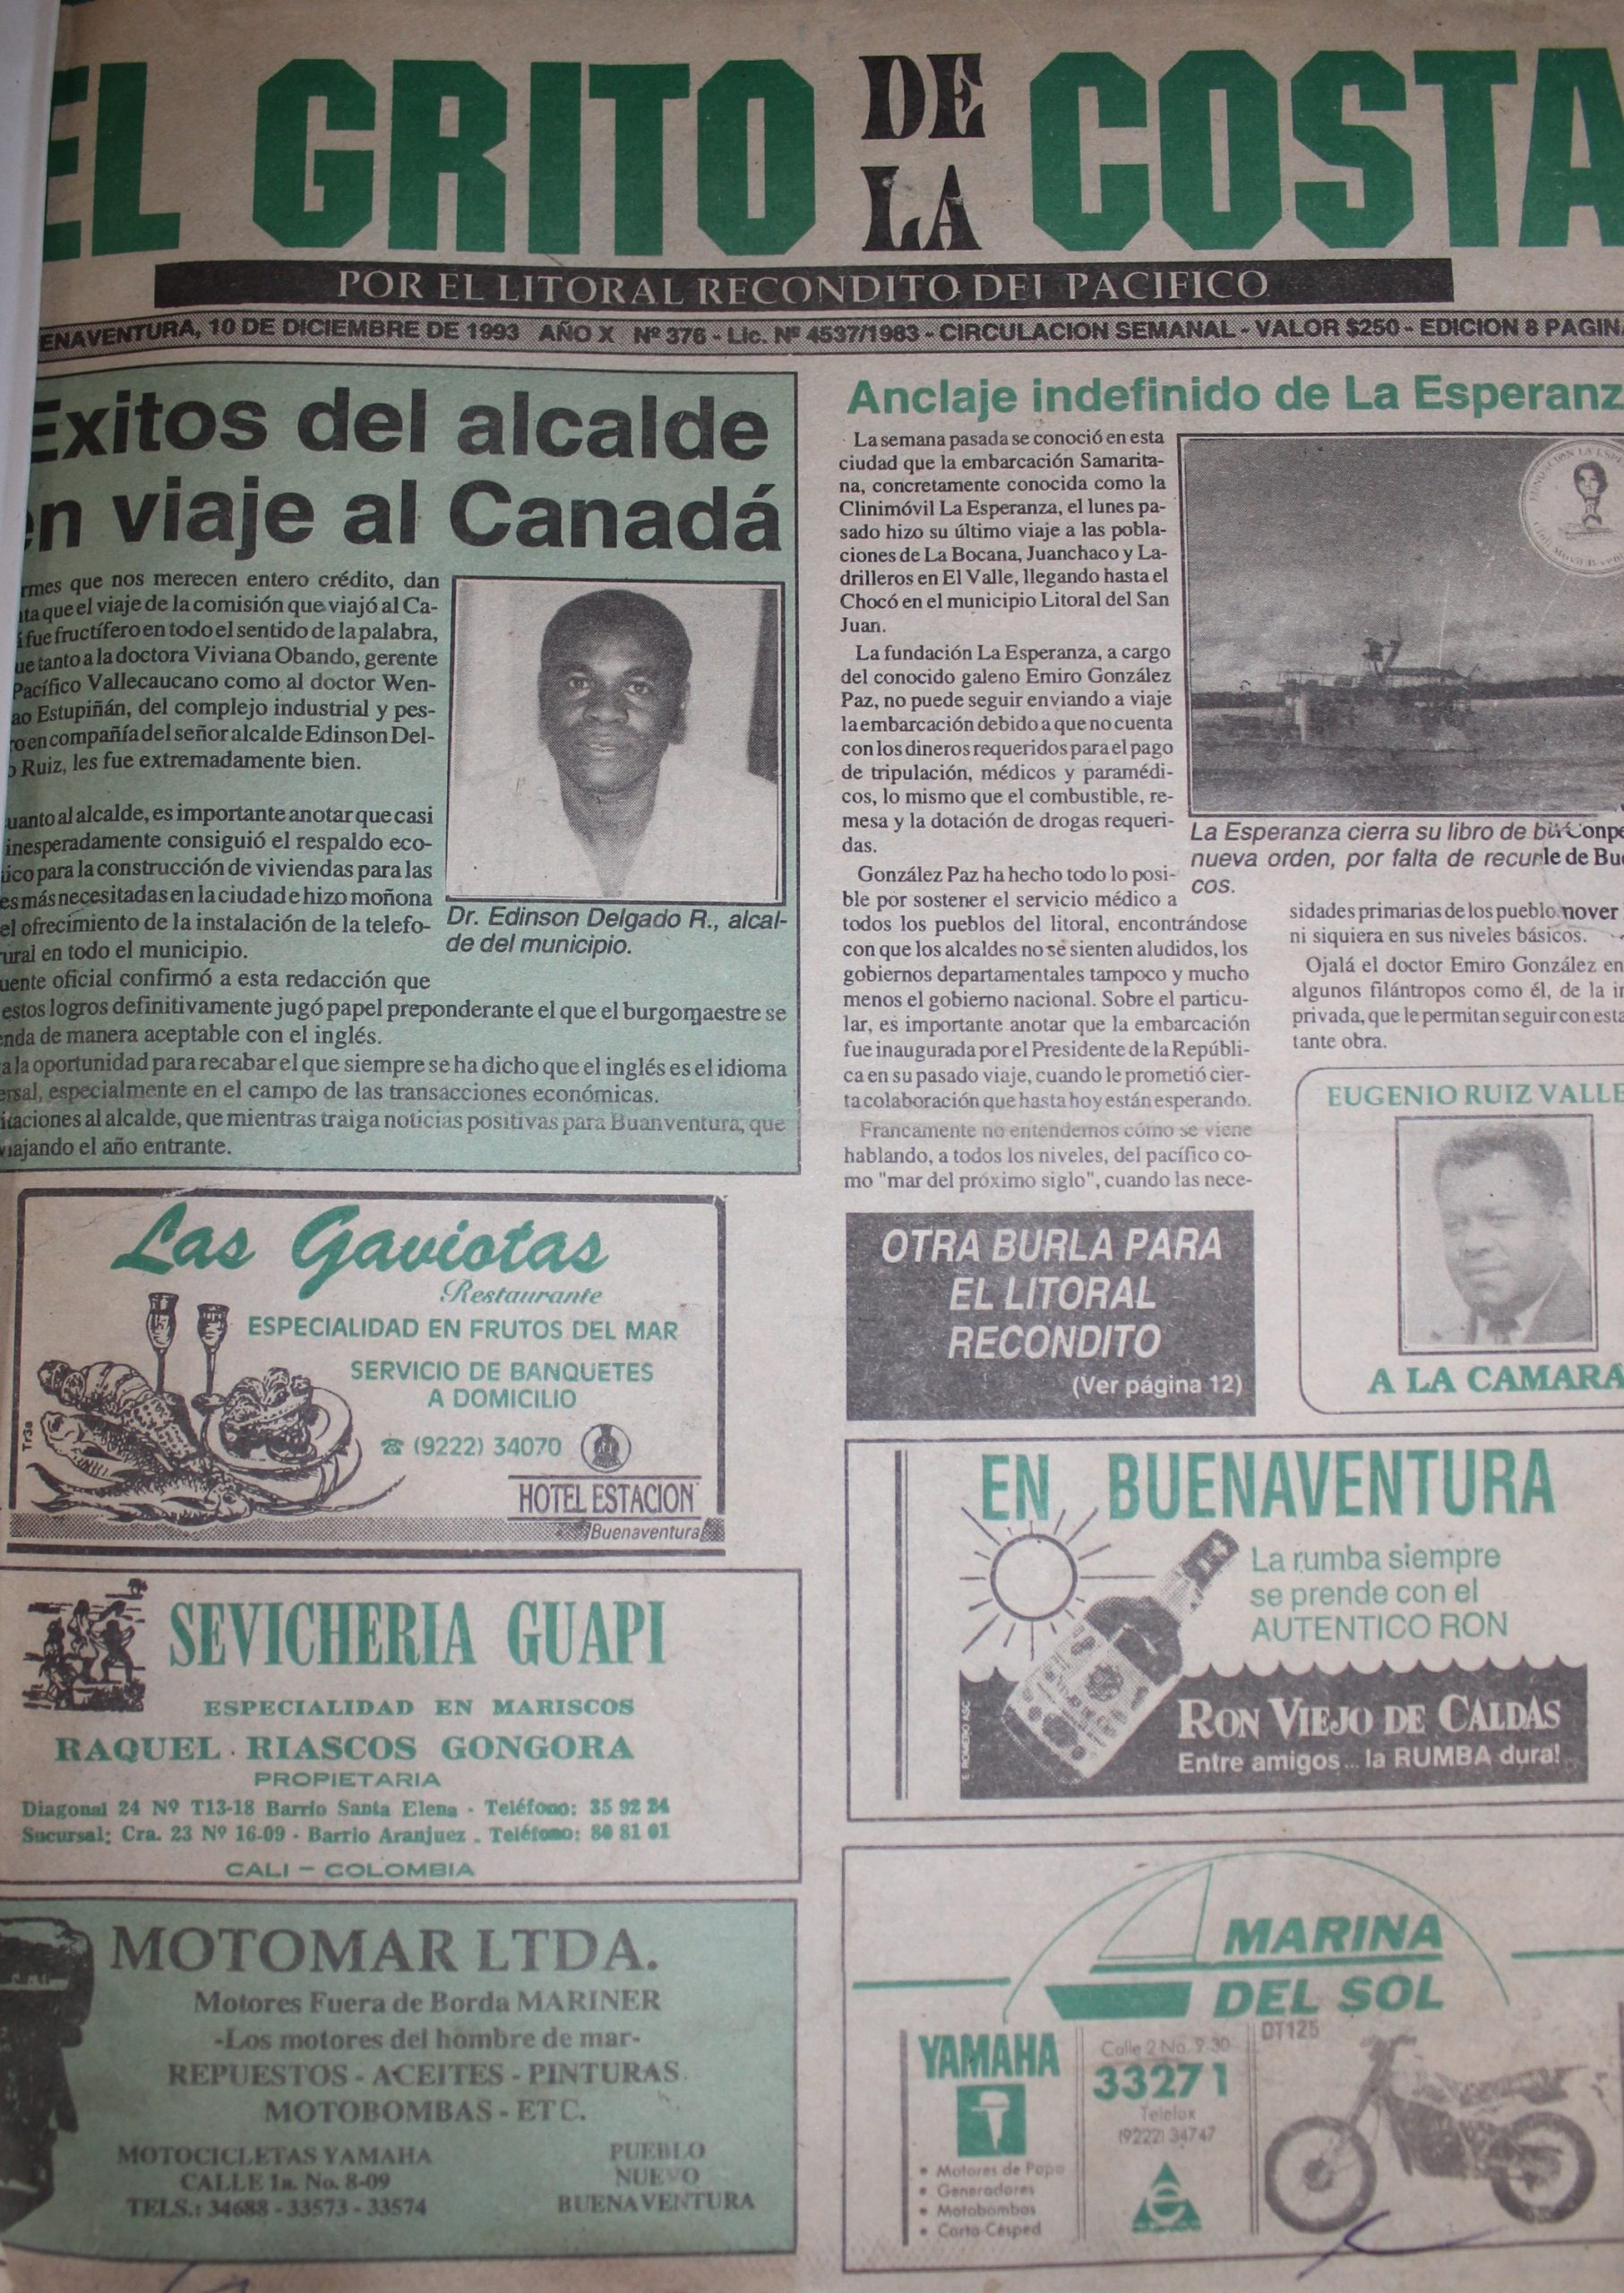 EL GRITO DE LA COSTA
POR EL LITORAL RECONDITO DEL PACIFICO
ENAVENTURA, 10 DE DICIEMBRE DE 1993 AÑO X Nº 376 - Lic. Nº 4537/1983 - CIRCULACION SEMANAL - VALOR $250 - EDICION 8 PAGIN
Exitos del alcalde
en viaje al Canadá
rmes que nos merecen entero crédito, dan
ta que el viaje de la comisión que viajó al Ca-
fue fructífero en todo el sentido de la palabra,
ue tanto a la doctora Viviana Obando, gerente
Pacífico Vallecaucano como al doctor Wen-
ao Estupiñán, del complejo industrial y pes-
o en compañía del señor alcalde Edinson Del-
o Ruiz, les fue extremadamente bien.
uanto al alcalde, es importante anotar que casi
inesperadamente consiguió el respaldo eco-
ico para la construcción de viviendas para las
es más necesitadas en la ciudad e hizo moñona
el ofrecimiento de la instalación de la telefo-
rural en todo el municipio.
uente oficial confirmó a esta redacción que
estos logros definitivamente jugó papel preponderante el que el burgomaestre se
nda de manera aceptable con el inglés.
a la oportunidad para recabar el que siempre se ha dicho que el inglés es el idioma
ersal, especialmente en el campo de las transacciones económicas.
itaciones al alcalde, que mientras traiga noticias positivas para Buanventura, que
viajando el año entrante.
Dr. Edinson Delgado R., alcal-
de del municipio.
Anclaje indefinido de La Esperanz
La semana pasada se conoció en esta
ciudad que la embarcación Samarita-
na, concretamente conocida como la
Clinimóvil La Esperanza, el lunes pa-
sado hizo su último viaje a las pobla-
ciones de La Bocana, Juanchaco y La-
drilleros en El Valle, llegando hasta el
Chocó en el municipio Litoral del San
Juan.
La fundación La Esperanza, a cargo
del conocido galeno Emiro González
Paz, no puede seguir enviando a viaje
la embarcación debido a que no cuenta
con los dineros requeridos para el pago
de tripulación, médicos y paramédi-
cos, lo mismo que el combustible, re-
mesa y la dotación de drogas requeri-
das.
González Paz ha hecho todo lo posi-
ble por sostener el servicio médico a
todos los pueblos del litoral, encontrándose
con que los alcaldes no se sienten aludidos, los
gobiernos departamentales tampoco y mucho
menos el gobierno nacional. Sobre el particu-
lar, es importante anotar que la embarcación
fue inaugurada por el Presidente de la Repúbli-
ca en su pasado viaje, cuando le prometió cier-
ta colaboración que hasta hoy están esperando.
Francamente no entendemos cómo se viene
hablando, a todos los niveles, del pacífico co-
mo "mar del próximo siglo", cuando las nece-
La Esperanza cierra su libro de bi Conpe
nueva orden, por falta de recur le de Bu
cos.
sidades primarias de los pueblo nover
ni siquiera en sus niveles básicos.
Ojalá el doctor Emiro González en
algunos filántropos como él, de la in
privada, que le permitan seguir con esta
tante obra.
EUGENIO RUIZ VALLE
A LA CAMARA
OTRA BURLA PARA
EL LITORAL
RECONDITO
(Ver página 12)
Las Gaviotas
Restaurante
ESPECIALIDAD EN FRUTOS DEL MAR
SERVICIO DE BANQUETES
A DOMICILIO
☎ (9222) 34070
Tr3s
HOTEL ESTACION
Buenaventura
EN BUENAVENTURA
La rumba siempre
se prende con el
AUTENTICO RON
RON VIEJO DE CALDAS
Entre amigos... la RUMBA dura!
E. ROMERO ASC
SEVICHERIA GUAPI
ESPECIALIDAD EN MARISCOS
RAQUEL RIASCOS GONGORA
PROPIETARIA
Diagonal 24 Nº T13-18 Barrio Santa Elena - Teléfono: 35 92 24
Sucursal: Cra. 23 Nº 16-09 - Barrio Aranjuez - Teléfono: 80 81 01
CALI - COLOMBIA
MOTOMAR LTDA.
Motores Fuera de Borda MARINER
-Los motores del hombre de mar-
REPUESTOS - ACEITES - PINTURAS
MOTOBOMBAS - ETC.
MOTOCICLETAS YAMAHA
CALLE 1a. No. 8-09
TELS.: 34688 - 33573 - 33574
PUEBLO
NUEVO
BUENAVENTURA
MARINA
DEL SOL
YAMAHA
• Motores de Popa
• Generadores
• Motobombas
• Corta Césped
Calle 2 No. 9-30
33271
Telefax
(9222) 34747
DT125